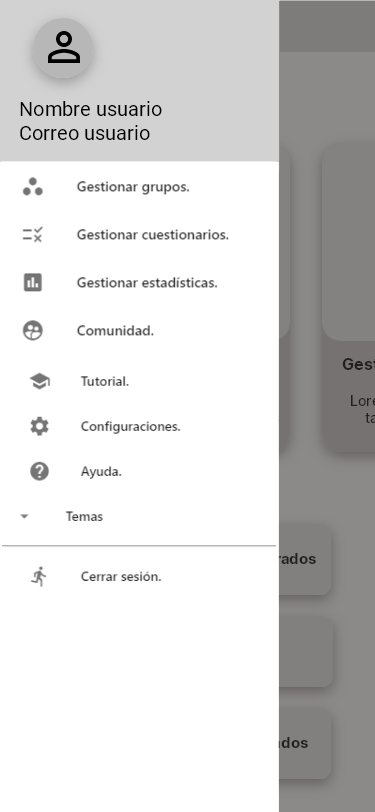 Nombre usuario
Correo usuario
Gestionar grupos.
Gestionar cuestionarios.
Gestionar estadísticas.
Comunidad.
Tutorial.
Configuraciones.
Ayuda.
Temas
Cerrar sesión.